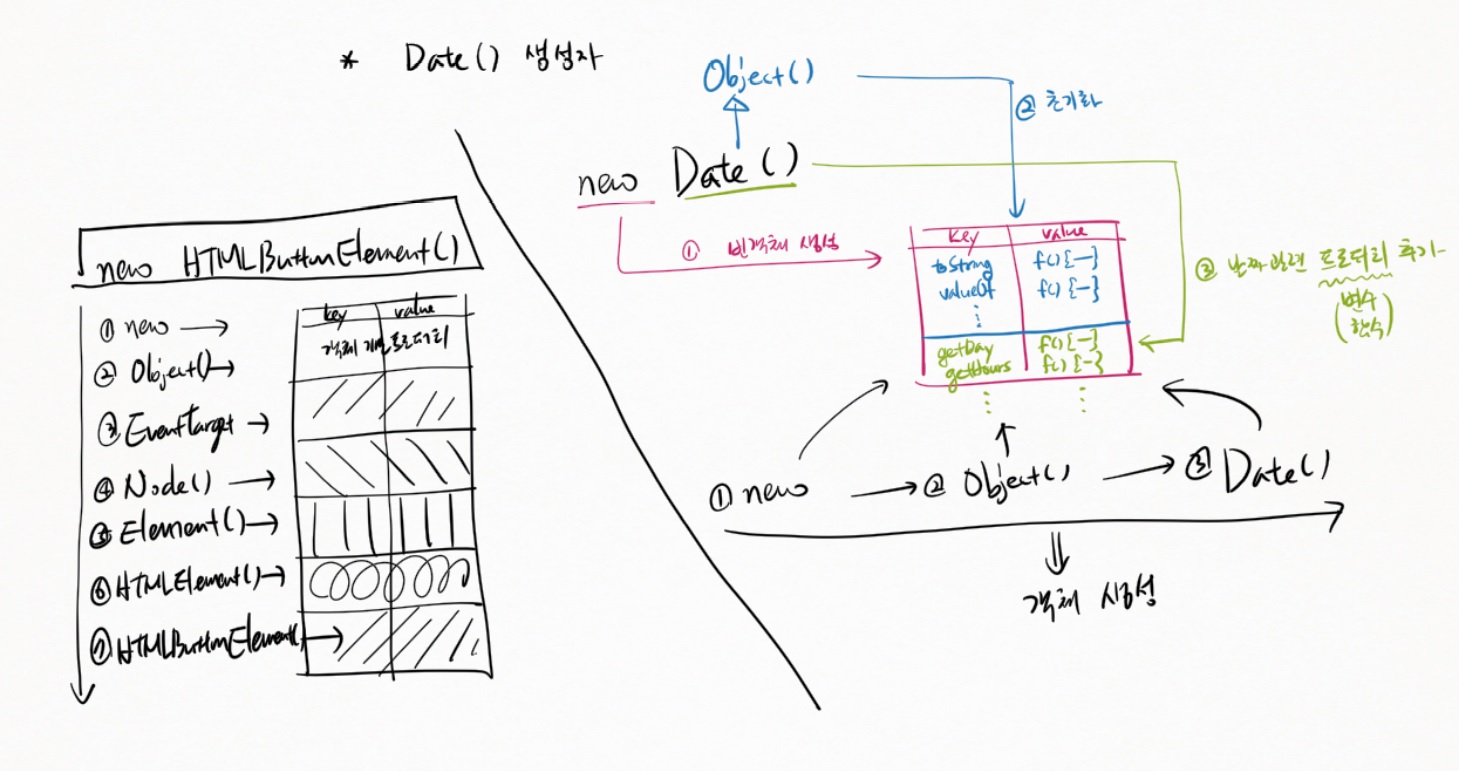 * Date() 생성자
new HTMLButtonElement()
① new →
② Object() →
③ EventTarget →
④ Node() →
⑤ Element() →
⑥ HTMLElement() →
⑦ HTMLButtonElement() →
key value
객체 기본 프로퍼티
Object()
② 초기화
new Date()
① 빈객체 생성
key value
toString f() {-}
valueOf f() {-}
getDay f() {-}
getHours f() {-}
③ 날짜 관련 프로퍼티 추가
(변수
함수)
① new → ② Object() → ③ Date()
객체 생성